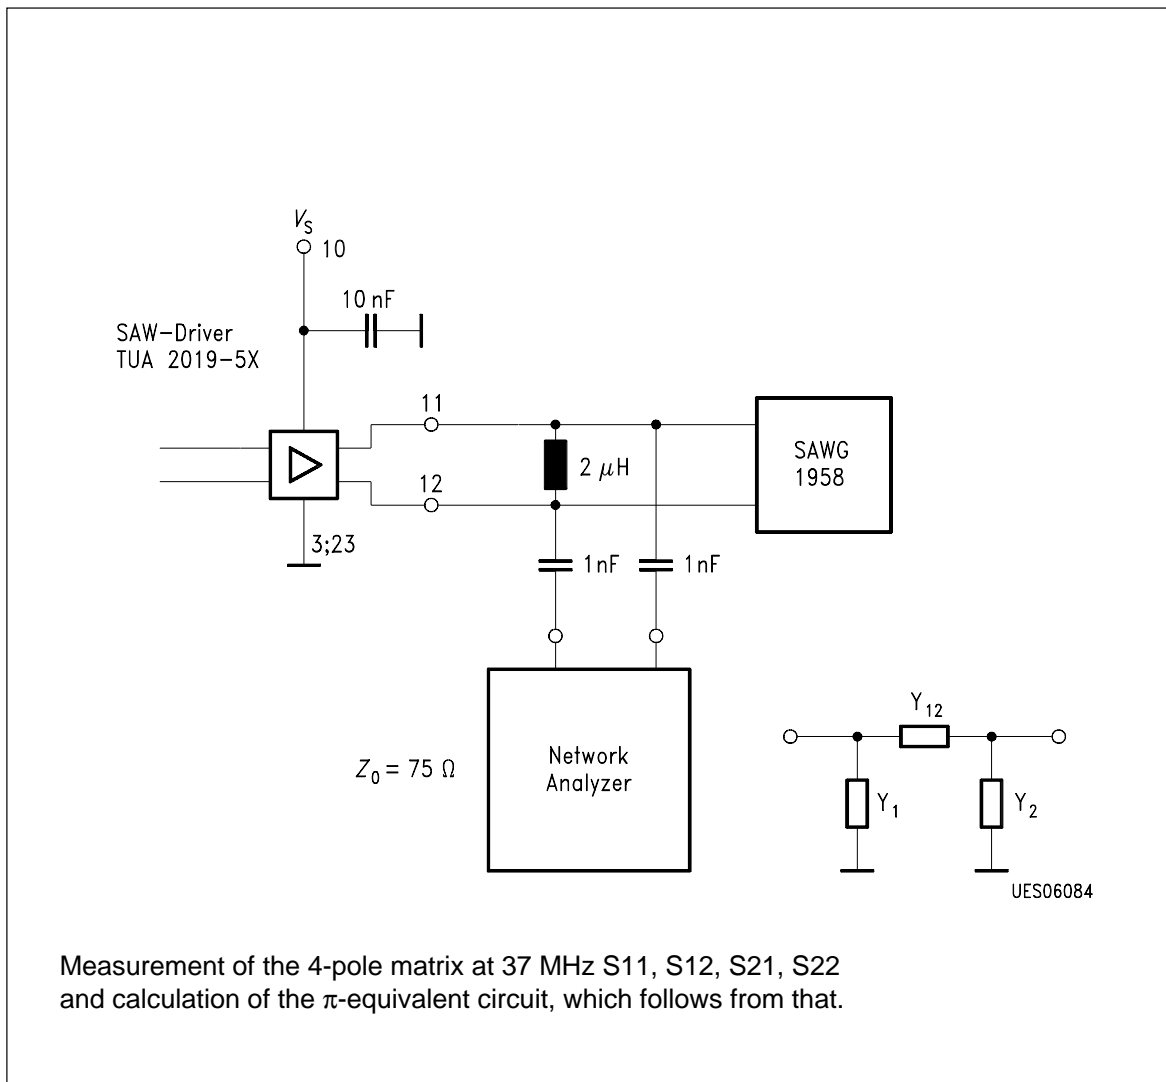 V_S
10
10 nF
SAW-Driver
TUA 2019-5X
11
2 μH
SAWG
1958
12
3;23
1 nF
1 nF
Z_0 = 75 Ω
Network
Analyzer
Y_12
Y_1
Y_2
UES06084
Measurement of the 4-pole matrix at 37 MHz S11, S12, S21, S22
and calculation of the π-equivalent circuit, which follows from that.